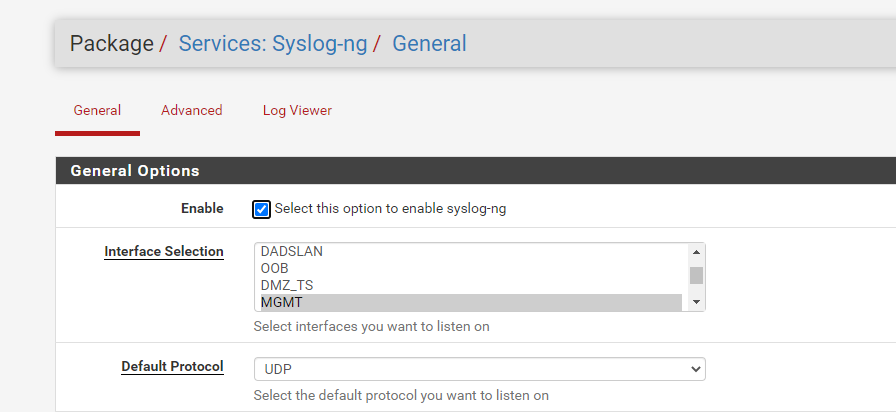 Package / Services: Syslog-ng / General
General Advanced Log Viewer
General Options
Enable Select this option to enable syslog-ng
Interface Selection
DADSLAN
OOB
DMZ_TS
MGMT
Select interfaces you want to listen on
Default Protocol UDP
Select the default protocol you want to listen on